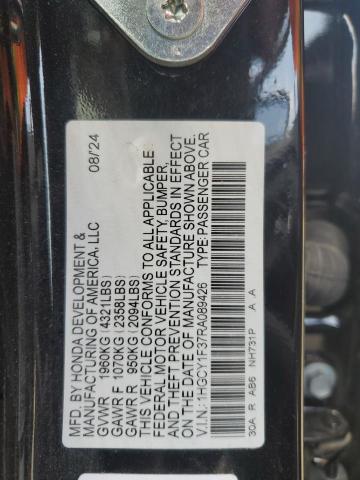 MFD. BY HONDA DEVELOPMENT &
MANUFACTURING OF AMERICA, LLC 08/24
GVWR 1960KG (4321LBS)
GAWR F 1070KG (2358LBS)
GAWR R 950KG (2094LBS)
THIS VEHICLE CONFORMS TO ALL APPLICABLE
FEDERAL MOTOR VEHICLE SAFETY, BUMPER,
AND THEFT PREVENTION STANDARDS IN EFFECT
ON THE DATE OF MANUFACTURE SHOWN ABOVE.
V.I.N.: 1HGCY1F37RA089426 TYPE: PASSENGER CAR
30A R AB6 NH731P A A